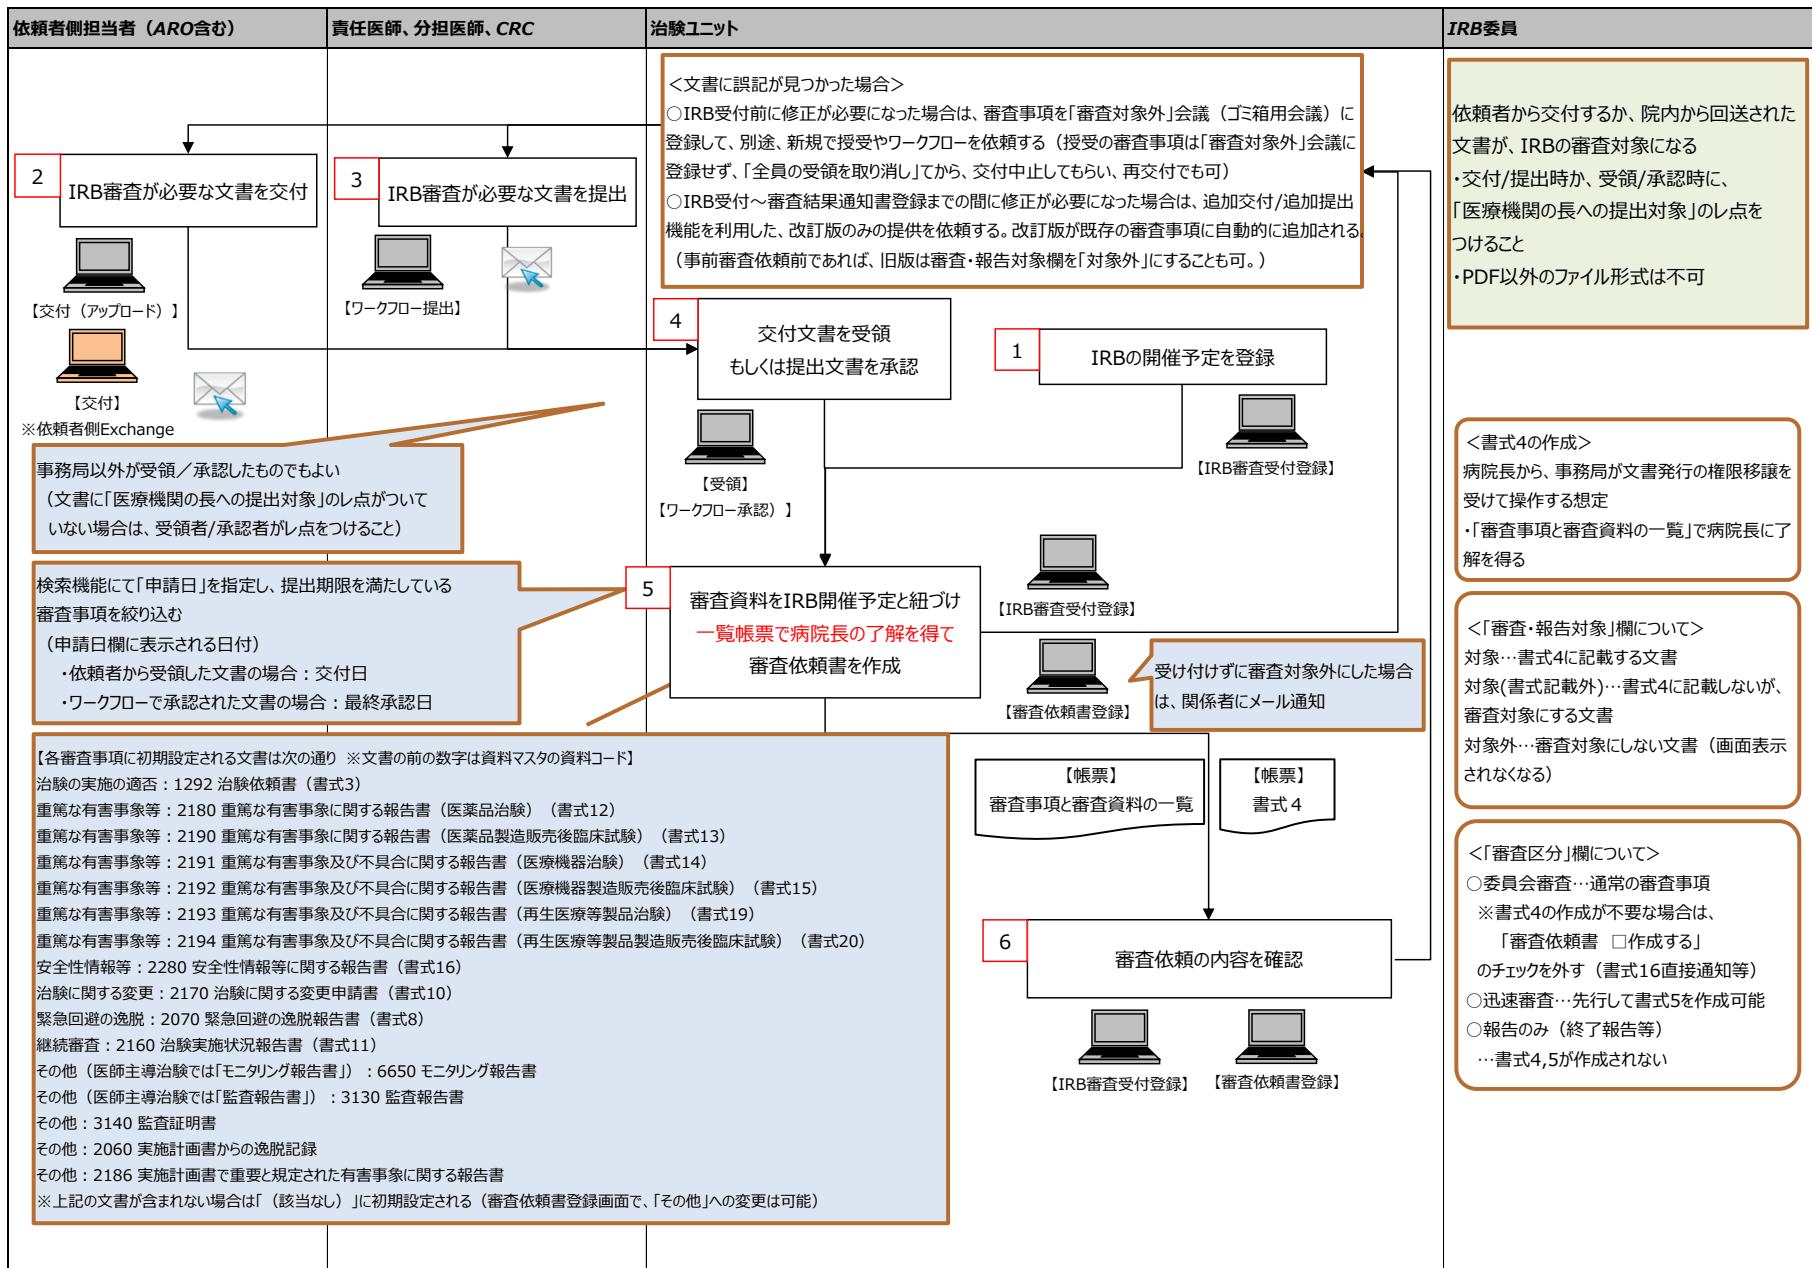 依頼者側担当者（ARO含む）
責任医師、分担医師、CRC
治験ユニット
IRB委員
＜文書に誤記が見つかった場合＞
○IRB受付前に修正が必要になった場合は、審査事項を「審査対象外」会議（ゴミ箱用会議）に
登録して、別途、新規で授受やワークフローを依頼する（授受の審査事項は「審査対象外」会議に
登録せず、「全員の受領を取り消し」てから、交付中止してもらい、再交付でも可）
○IRB受付～審査結果通知書登録までの間に修正が必要になった場合は、追加交付/追加提出
機能を利用した、改訂版のみの提供を依頼する。改訂版が既存の審査事項に自動的に追加される。
（事前審査依頼前であれば、旧版は審査・報告対象欄を「対象外」にすることも可。）
依頼者から交付するか、院内から回送された
文書が、IRBの審査対象になる
・交付/提出時か、受領/承認時に、
「医療機関の長への提出対象」のレ点を
つけること
・PDF以外のファイル形式は不可
2
IRB審査が必要な文書を交付
3
IRB審査が必要な文書を提出
【交付（アップロード）】
【ワークフロー提出】
【交付】
※依頼者側Exchange
4
交付文書を受領
もしくは提出文書を承認
1
IRBの開催予定を登録
【受領】
【ワークフロー承認）】
【IRB審査受付登録】
事務局以外が受領／承認したものでもよい
（文書に「医療機関の長への提出対象」のレ点がついて
いない場合は、受領者/承認者がレ点をつけること）
＜書式4の作成＞
病院長から、事務局が文書発行の権限移譲を
受けて操作する想定
・「審査事項と審査資料の一覧」で病院長に了
解を得る
検索機能にて「申請日」を指定し、提出期限を満たしている
審査事項を絞り込む
（申請日欄に表示される日付）
・依頼者から受領した文書の場合：交付日
・ワークフローで承認された文書の場合：最終承認日
5
審査資料をIRB開催予定と紐づけ
一覧帳票で病院長の了解を得て
審査依頼書を作成
【IRB審査受付登録】
【審査依頼書登録】
受け付けずに審査対象外にした場合
は、関係者にメール通知
＜「審査・報告対象」欄について＞
対象…書式4に記載する文書
対象(書式記載外)…書式4に記載しないが、
審査対象にする文書
対象外…審査対象にしない文書（画面表示
されなくなる）
【各審査事項に初期設定される文書は次の通り ※文書の前の数字は資料マスタの資料コード】
治験の実施の適否：1292 治験依頼書（書式3）
重篤な有害事象等：2180 重篤な有害事象に関する報告書（医薬品治験）（書式12）
重篤な有害事象等：2190 重篤な有害事象に関する報告書（医薬品製造販売後臨床試験）（書式13）
重篤な有害事象等：2191 重篤な有害事象及び不具合に関する報告書（医療機器治験）（書式14）
重篤な有害事象等：2192 重篤な有害事象及び不具合に関する報告書（医療機器製造販売後臨床試験）（書式15）
重篤な有害事象等：2193 重篤な有害事象及び不具合に関する報告書（再生医療等製品治験）（書式19）
重篤な有害事象等：2194 重篤な有害事象及び不具合に関する報告書（再生医療等製品製造販売後臨床試験）（書式20）
安全性情報等：2280 安全性情報等に関する報告書（書式16）
治験に関する変更：2170 治験に関する変更申請書（書式10）
緊急回避の逸脱：2070 緊急回避の逸脱報告書（書式8）
継続審査：2160 治験実施状況報告書（書式11）
その他（医師主導治験では「モニタリング報告書」）：6650 モニタリング報告書
その他（医師主導治験では「監査報告書」）：3130 監査報告書
その他：3140 監査証明書
その他：2060 実施計画書からの逸脱記録
その他：2186 実施計画書で重要と規定された有害事象に関する報告書
※上記の文書が含まれない場合は「（該当なし）」に初期設定される（審査依頼書登録画面で、「その他」への変更は可能）
【帳票】
審査事項と審査資料の一覧
【帳票】
書式４
6
審査依頼の内容を確認
【IRB審査受付登録】
【審査依頼書登録】
＜「審査区分」欄について＞
○委員会審査…通常の審査事項
※書式4の作成が不要な場合は、
「審査依頼書 □作成する」
のチェックを外す（書式16直接通知等）
○迅速審査…先行して書式5を作成可能
○報告のみ（終了報告等）
…書式4,5が作成されない